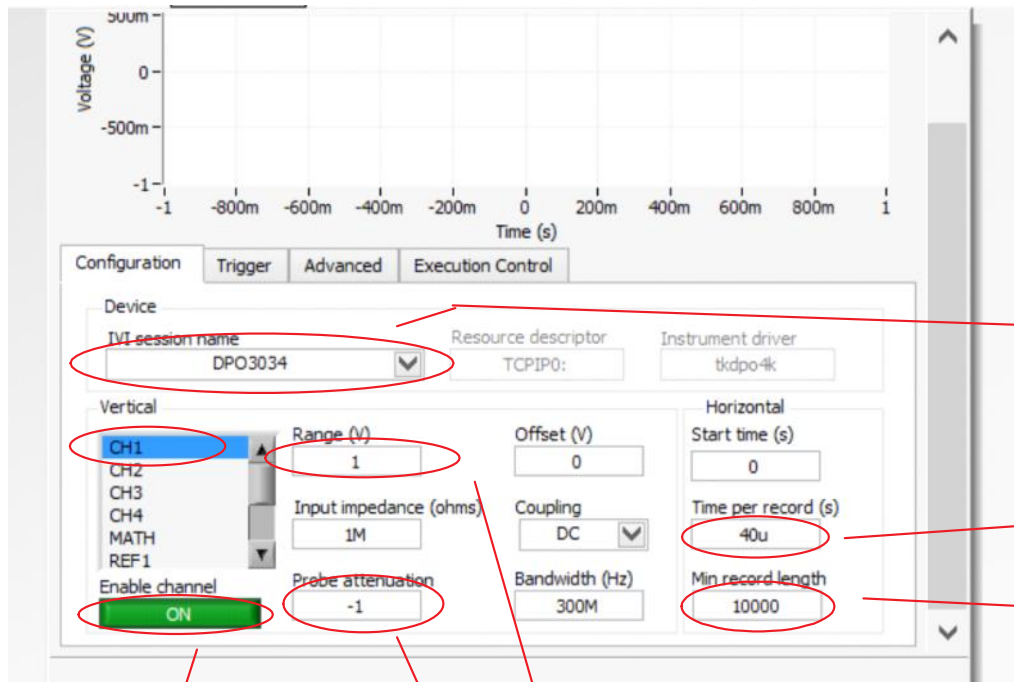 500m
Voltage (V)
0
-500m
-1
-1 -800m -600m -400m -200m 0 200m 400m 600m 800m 1
Time (s)
Configuration Trigger Advanced Execution Control
Device
IVI session name Resource descriptor Instrument driver
DPO3034 TCPIP0: tkdpo4k
Vertical Horizontal
CH1 Range (V) Offset (V) Start time (s)
CH2 1 0 0
CH3
CH4 Input impedance (ohms) Coupling Time per record (s)
MATH 1M DC 40u
REF1
Enable channel Probe attenuation Bandwidth (Hz) Min record length
ON -1 300M 10000